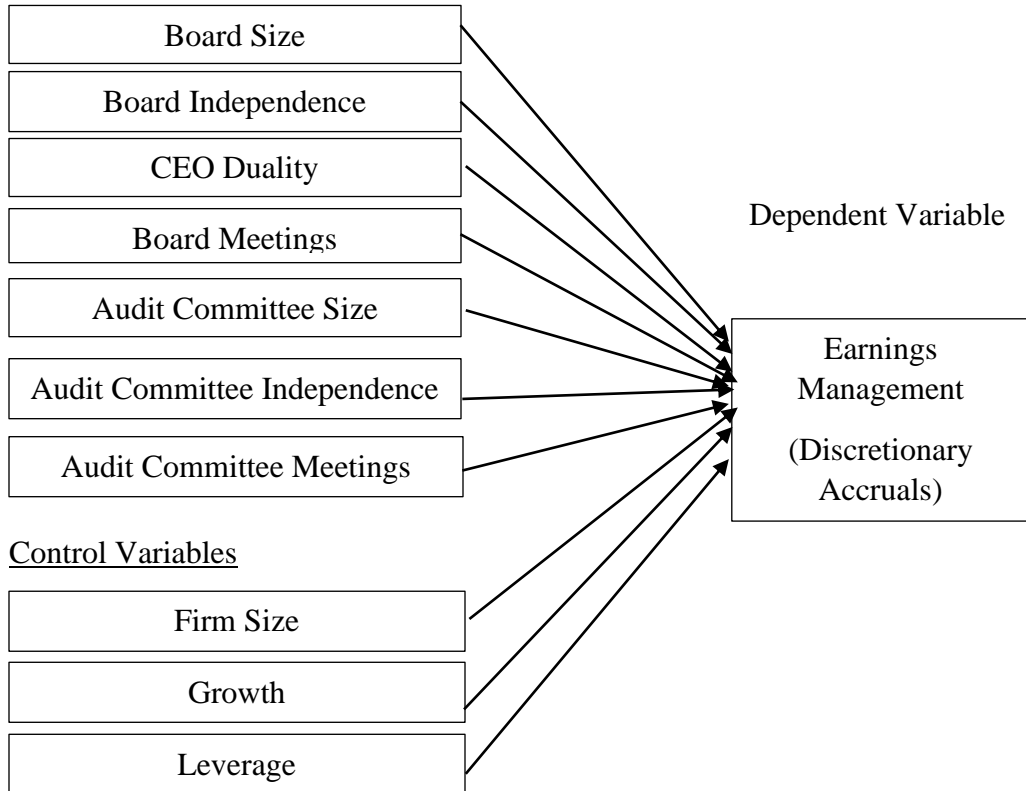 Board Size
Board Independence
CEO Duality
Board Meetings
Audit Committee Size
Audit Committee Independence
Audit Committee Meetings
Control Variables
Firm Size
Growth
Leverage
Dependent Variable
Earnings
Management
(Discretionary
Accruals)